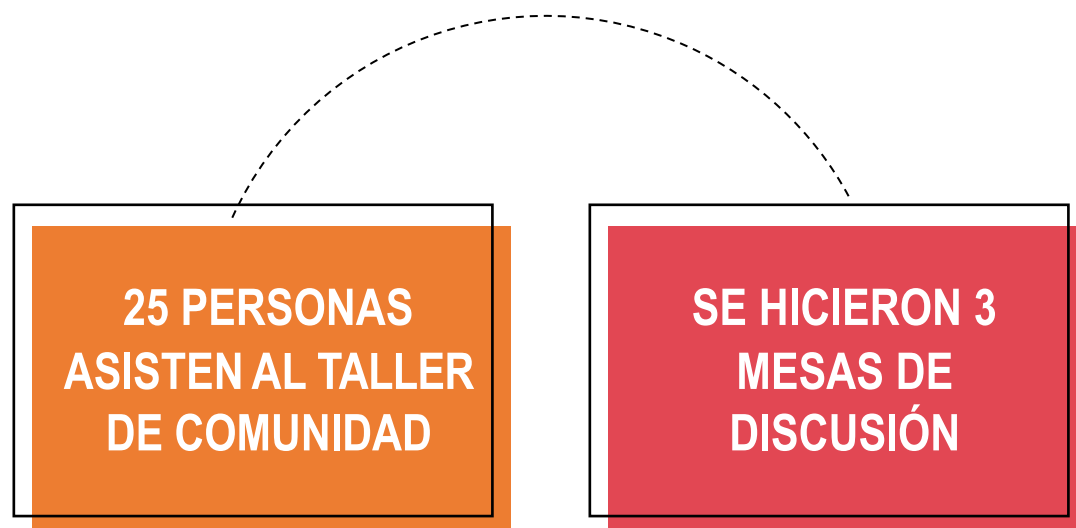 25 PERSONAS
ASISTEN AL TALLER
DE COMUNIDAD
SE HICIERON 3
MESAS DE
DISCUSIÓN